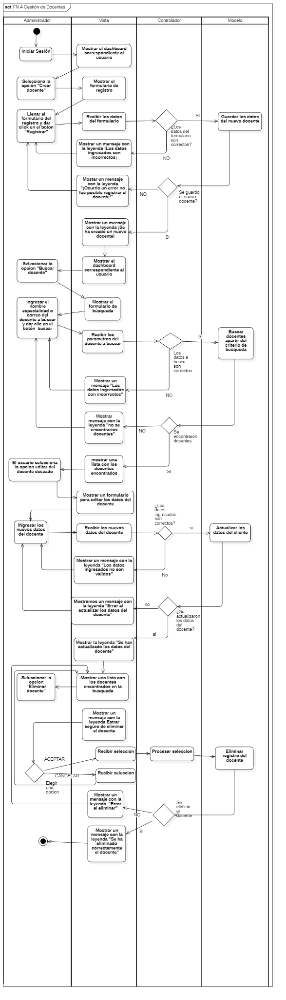 act FN.4 Gestión de Docentes
Administrador
Vista
Controlador
Modelo
Iniciar Sesión
Mostrar el dashboard
correspondiente al
usuario
Selecciona la
opción "Crear
docente"
Mostrar el
formulario de
registro
Llenar el
formulario del
registro y dar
click en el boton
"Registrar"
Recibir los datos
del formulario
SI
Guardar los datos
del nuevo docente
¿Los
datos del
formulario
son
correctos?
Mostrar un mensaje con
la leyenda !Los datos
ingresados son
incorrectos¡
NO
Mostar un mensaje
con la leyenda
"¡Ocurrio un error no
fue posible registrar el
docente!"
NO
Se guardo
el nuevo
docente?
Mostrar un mensaje
con la leyenda ¡Se
ha creado un nuevo
docente!
SI
Mostrar el
dashboard
correspondiente al
usuario
Seleccionar la
opcion "Buscar
docente"
Mostrar el
formulario de
búsqueda
Ingresar el
nombre
especialidad o
correo del
docente a búscar
y dar clic en el
botón  buscar
Recibir los
parametros del
docente a buscar
SI
Buscar
docentes
apartir del
criterio de
busqueda
Los
datos a
busca
son
correctos
Mostrar un
mensaje "Los
datos ingresados
son incorrectos"
NO
Mostrar
mensaje con la
leyenda "no se
encontrarios
docentes"
NO
Se
encontraron
docentes
El usuario selecciona
la opcion editar del
docente deseado
mostrar una
lista con los
docentes
encontrados
SI
Mostrar un formulario
para editar los datos del
docente
¿Los
datos
ingresados
son
correctos?
INgresar los
nuevos datos
del docente
Recibir los nuevos
datos del docente
si
Actualizar los
datos del cliente
Mostrar un mensaje con la
leyenda "Los datos
ingresados no son
validos"
No
Mostramos un mensaje con
la leyenda "Error al
actualizar los datos del
docente"
no
¿Se
actualizaron
los datos
del
docente?
si
Mostrar la leyenda "Se han
actualizado los datos del
docente"
Seleccionar la
opcion
"Eliminar
docente"
Mostrar una lista con
los docentes
encontrados en la
busqueda
Mostrar un
mensaje con la
leyenda Estrar
seguro de eliminar
el docente
ACEPTAR
Recibir seleccion
Procesar seleccion
Eliminar
registro del
docente
CANCELAR
Recibir seleccion
Elegir
una
opcion
Mostrar un
mensaje con la
leyenda  "Error
al eliminar"
NO
Se
elimino
el
docente
SI
Mostrar un
mensaje con la
leyenda "Se ha
eliminado
correctamente
el docente"